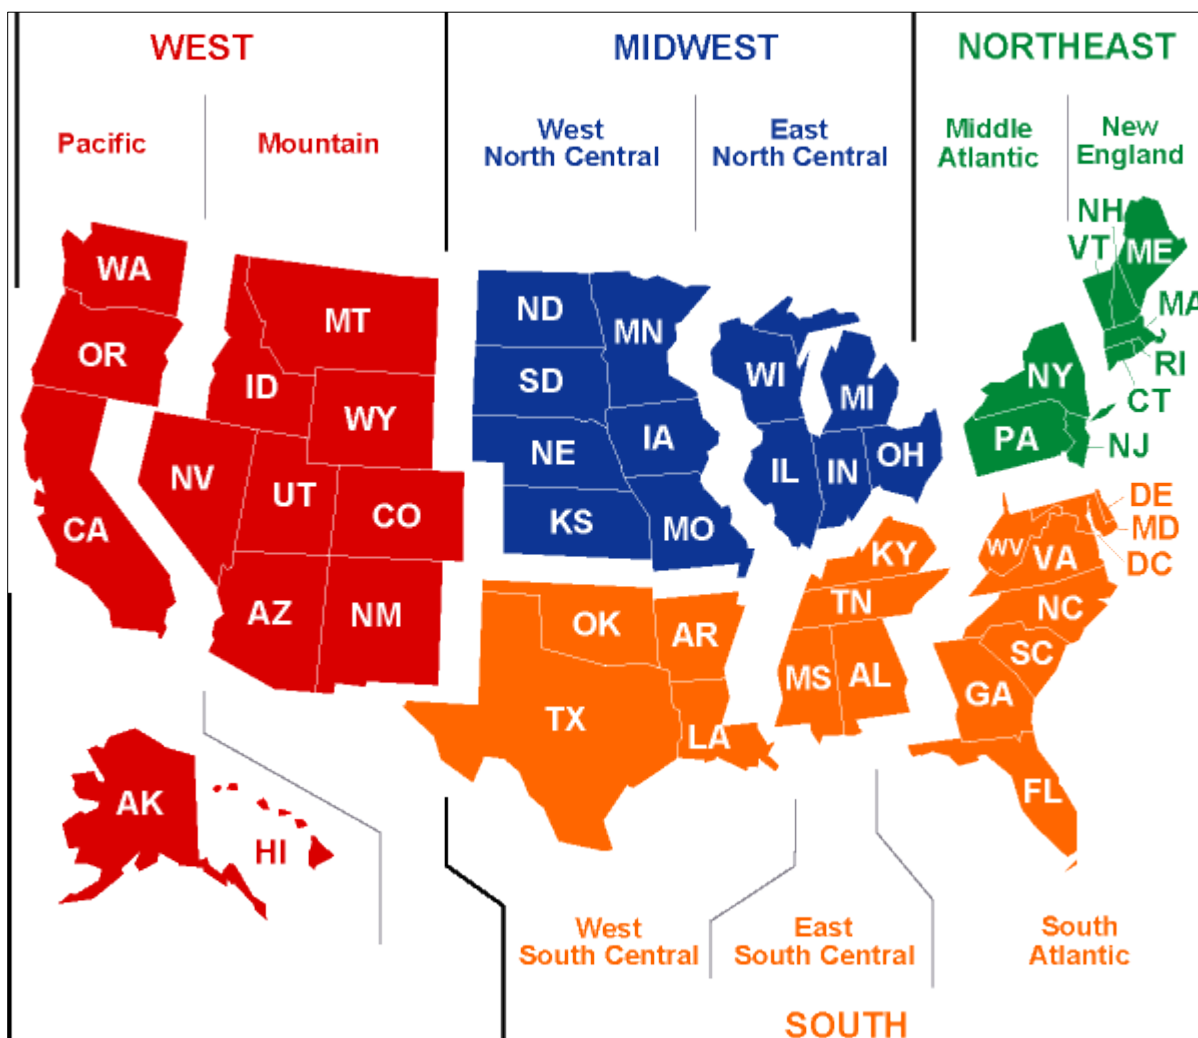 WEST
MIDWEST
NORTHEAST
Pacific
Mountain
West
North Central
East
North Central
Middle
Atlantic
New
England
WA
OR
CA
MT
ID
WY
NV
UT
CO
AZ
NM
AK
HI
ND
MN
SD
NE
IA
KS
MO
WI
MI
IL
IN
OH
NH
VT
ME
MA
RI
CT
NY
PA
NJ
DE
MD
DC
WV
VA
KY
TN
NC
SC
OK
AR
MS
AL
GA
TX
LA
FL
West
South Central
East
South Central
South
Atlantic
SOUTH